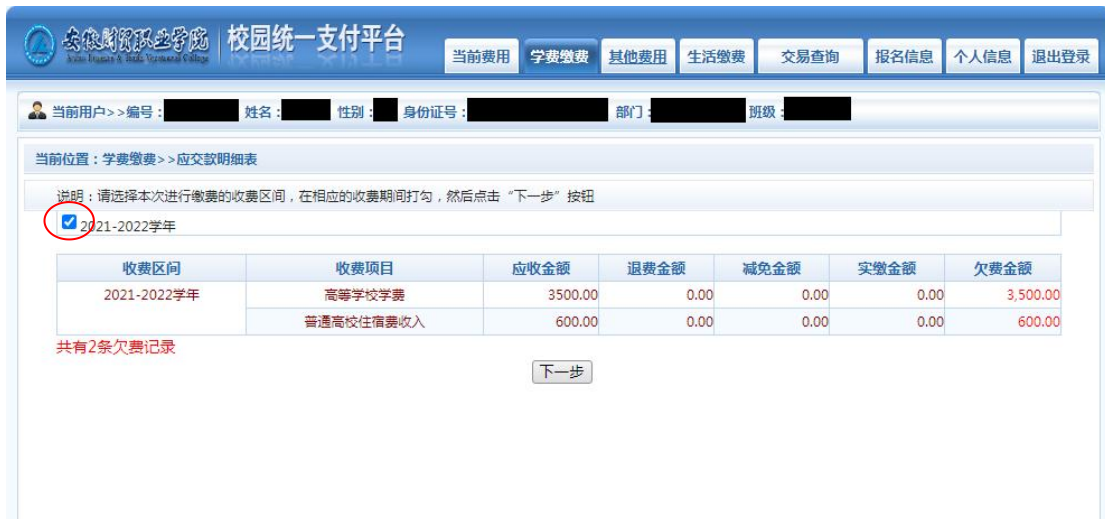 安徽财贸职业学院 校园统一支付平台
当前费用 学费缴费 其他费用 生活缴费 交易查询 报名信息 个人信息 退出登录
当前用户>>编号： 姓名： 性别： 身份证号： 部门： 班级：
当前位置：学费缴费>>应交款明细表
说明：请选择本次进行缴费的收费区间，在相应的收费期间打勾，然后点击“下一步”按钮
2021-2022学年
收费区间 收费项目 应收金额 退费金额 减免金额 实缴金额 欠费金额
2021-2022学年 高等学校学费 3500.00 0.00 0.00 0.00 3,500.00
普通高校住宿费收入 600.00 0.00 0.00 0.00 600.00
共有2条欠费记录
下一步